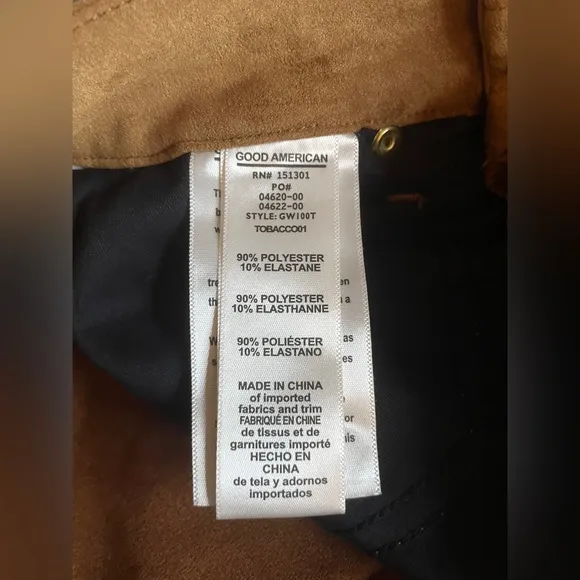 GOOD AMERICAN
RN# 151301
PO#
04620-00
04622-00
STYLE: GW100T
TOBACCO01
90% POLYESTER
10% ELASTANE
90% POLYESTER
10% ELASTHANNE
90% POLIÉSTER
10% ELASTANO
MADE IN CHINA
of imported
fabrics and trim
FABRIQUÉ EN CHINE
de tissus et de
garnitures importé
HECHO EN
CHINA
de tela y adornos
importados